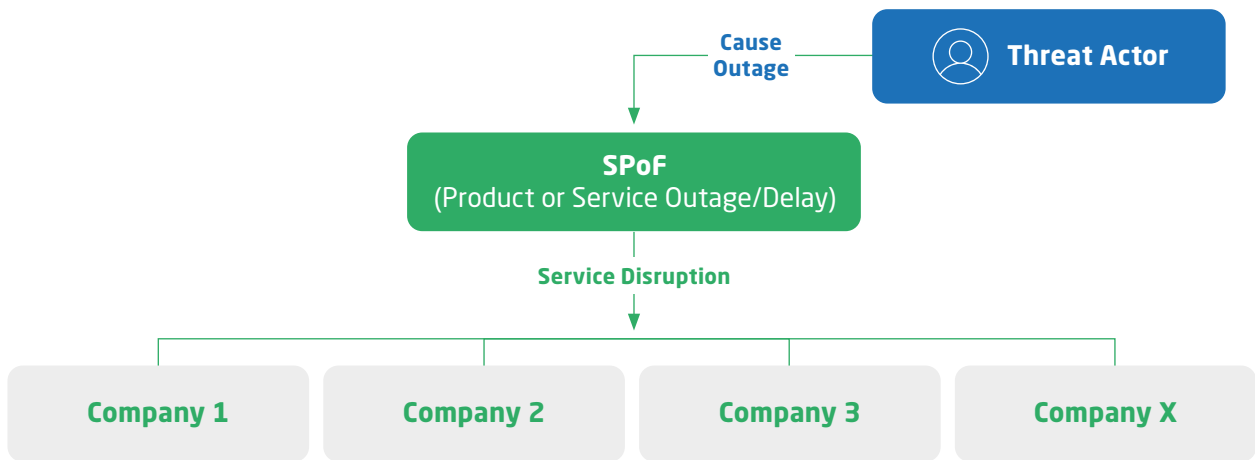 Cause
Outage
Threat Actor
SPoF
(Product or Service Outage/Delay)
Service Disruption
Company 1
Company 2
Company 3
Company X